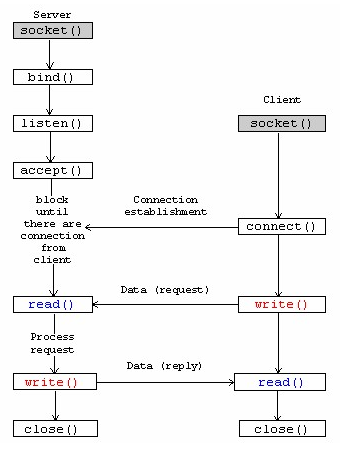 Server
socket()
bind()
Client
listen()
socket()
accept()
block
until
there are
connection
from
client
Connection
establishment
connect()
Data (request)
read()
write()
Process
request
Data (reply)
write()
read()
close()
close()